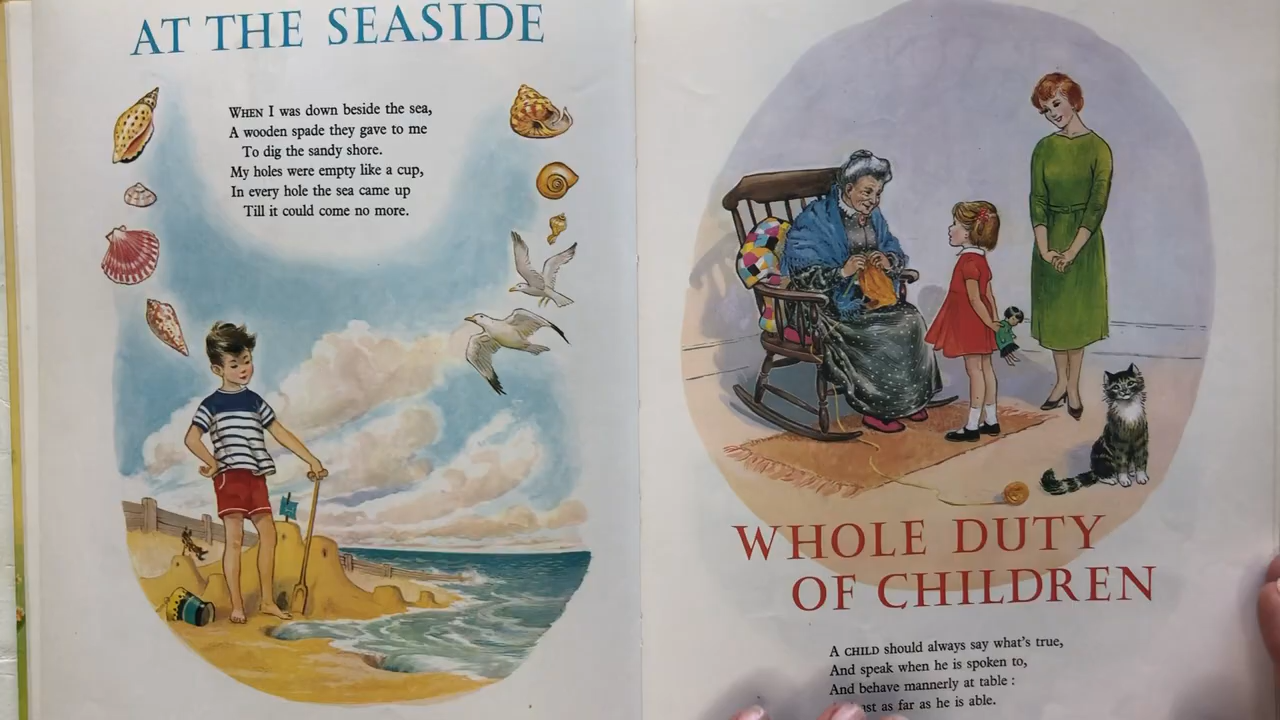 AT THE SEASIDE
WHEN I was down beside the sea,
A wooden spade they gave to me
To dig the sandy shore.
My holes were empty like a cup,
In every hole the sea came up
Till it could come no more.
WHOLE DUTY
OF CHILDREN
A CHILD should always say what's true,
And speak when he is spoken to,
And behave mannerly at table :
as far as he is able.